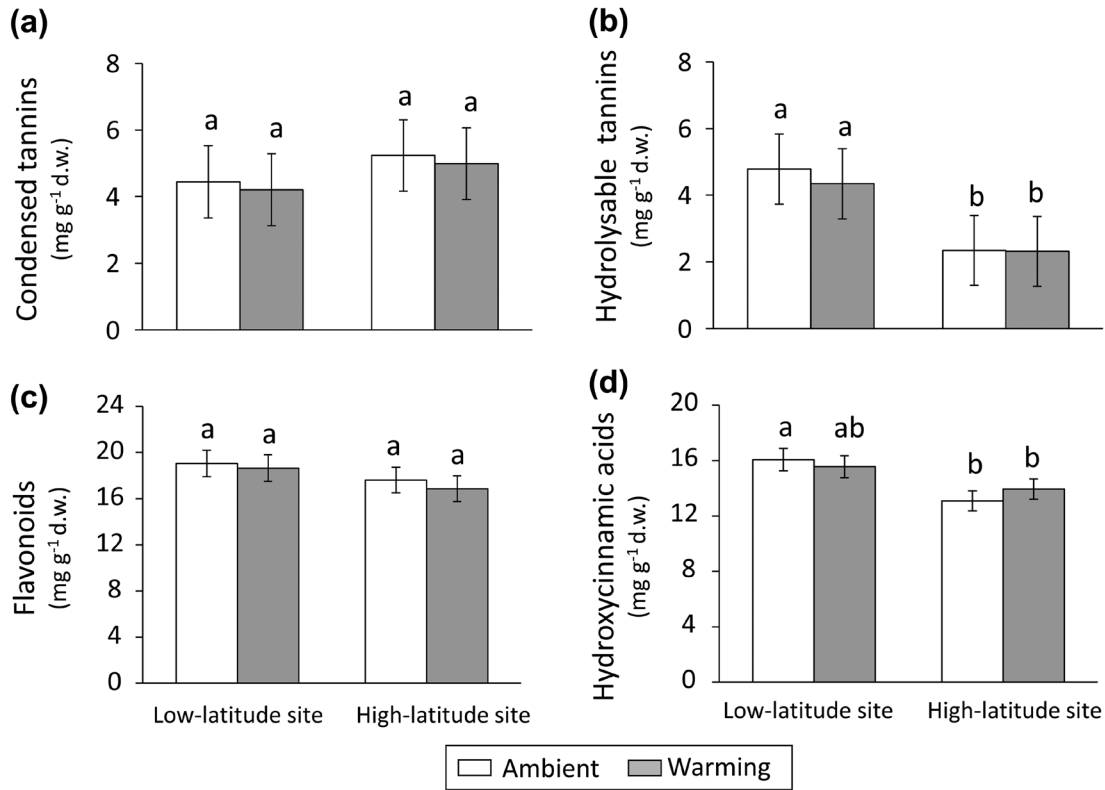 (a)
Condensed tannins
(mg g⁻¹ d.w.)
8
6
4
2
0
a
a
a
a
(b)
Hydrolysable tannins
(mg g⁻¹ d.w.)
8
6
4
2
0
a
a
b
b
(c)
Flavonoids
(mg g⁻¹ d.w.)
24
20
16
12
8
4
0
a
a
a
a
Low-latitude site
High-latitude site
(d)
Hydroxycinnamic acids
(mg g⁻¹ d.w.)
20
16
12
8
4
0
a
ab
b
b
Low-latitude site
High-latitude site
Ambient
Warming